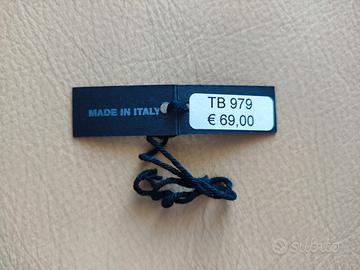 MADE IN ITALY
TB 979
€ 69,00
subito